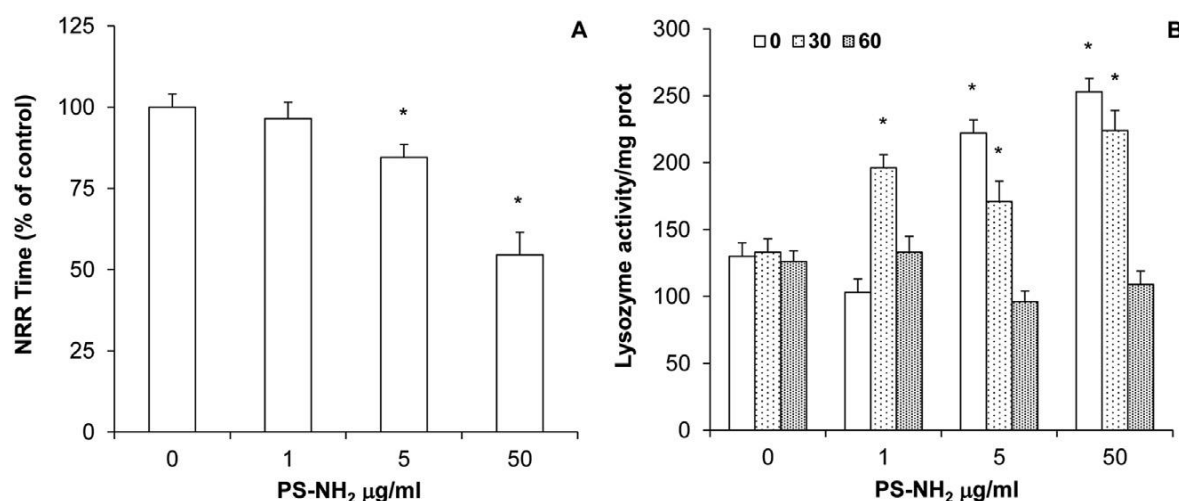 A
NRR Time (% of control)
125
100
75
50
25
0
*
*
0 1 5 50
PS-NH₂ µg/ml
B
Lysozyme activity/mg prot
0 30 60
300
250
200
150
100
50
0
*
*
*
*
*
0 1 5 50
PS-NH₂ µg/ml